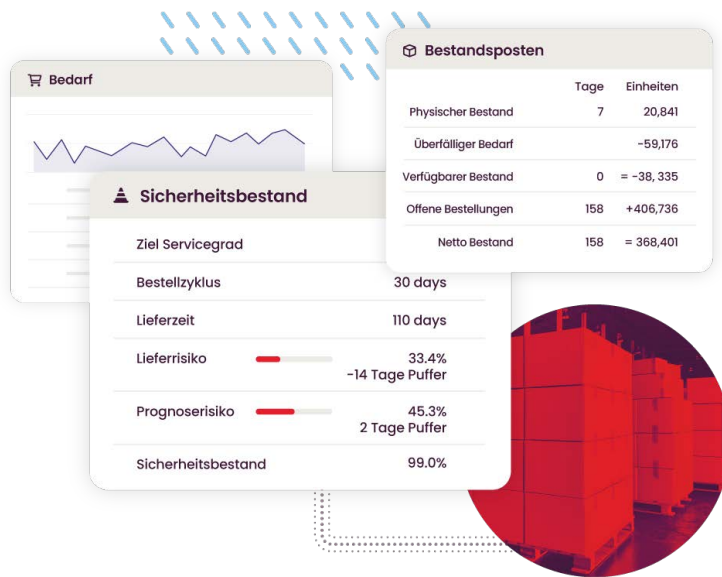 Bedarf
Bestandsposten
Tage Einheiten
Physischer Bestand 7 20,841
Überfälliger Bedarf -59,176
Verfügbarer Bestand 0 = -38, 335
Offene Bestellungen 158 +406,736
Netto Bestand 158 = 368,401
Sicherheitsbestand
Ziel Servicegrad
Bestellzyklus 30 days
Lieferzeit 110 days
Lieferrisiko 33.4%
-14 Tage Puffer
Prognoserisiko 45.3%
2 Tage Puffer
Sicherheitsbestand 99.0%